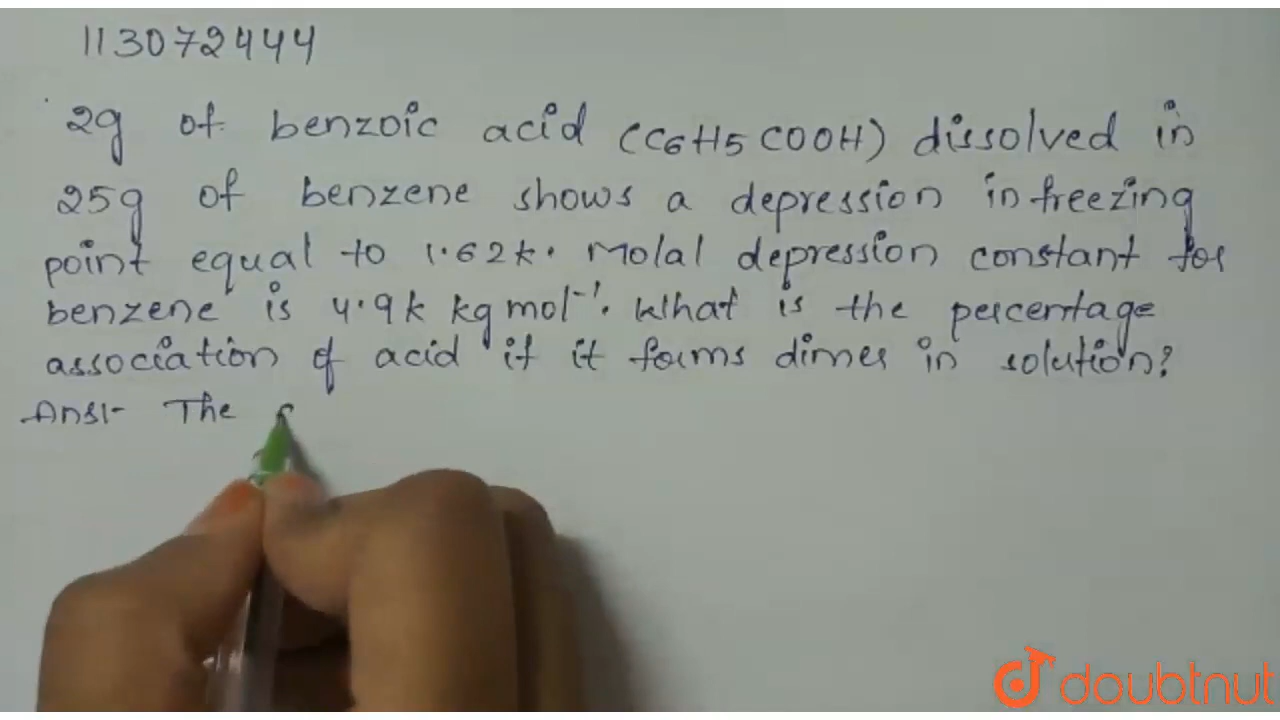 113072444
2g of benzoic acid (C6H5COOH) dissolved in
25g of benzene shows a depression in freezing
point equal to 1.62k. Molal depression constant for
benzene is 4.9k kg mol⁻¹. What is the percentage
association of acid if it forms dimer in solution?
Ans:- The
doubtnut